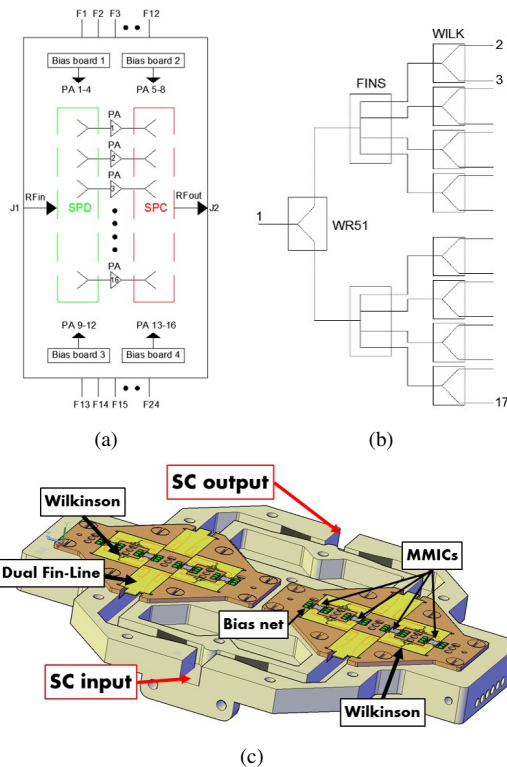 F1 F2 F3 F12
Bias board 1 Bias board 2
PA 1-4 PA 5-8
PA
1
PA
2
PA
3
J1 RFin SPD SPC RFout J2
PA
16
PA 9-12 PA 13-16
Bias board 3 Bias board 4
F13 F14 F15 F24
(a)
WILK
2
3
FINS
1
WR51
17
(b)
SC output
Wilkinson
MMICs
Dual Fin-Line
Bias net
SC input
Wilkinson
(c)